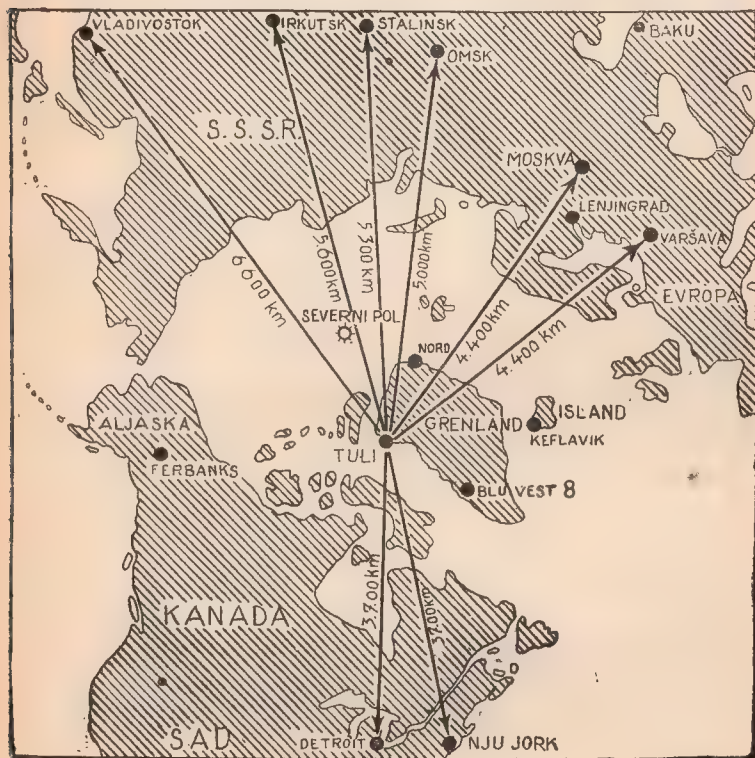 VLADIVOSTOK
IRKUTSK
STALINSK
OMSK
BAKU
S.S.S.R.
MOSKVA
LENJINGRAD
VARŠAVA
EVROPA
6600 km
5.600 km
5.300 km
5.000 km
4.400 km
4.400 km
SEVERNI POL
NORD
ALJASKA
FERBANKS
TULI
GRENLAND
ISLAND
KEFLAVIK
BLU VEST 8
3.700 km
3.700 km
KANADA
SAD
DETROIT
NJU JORK